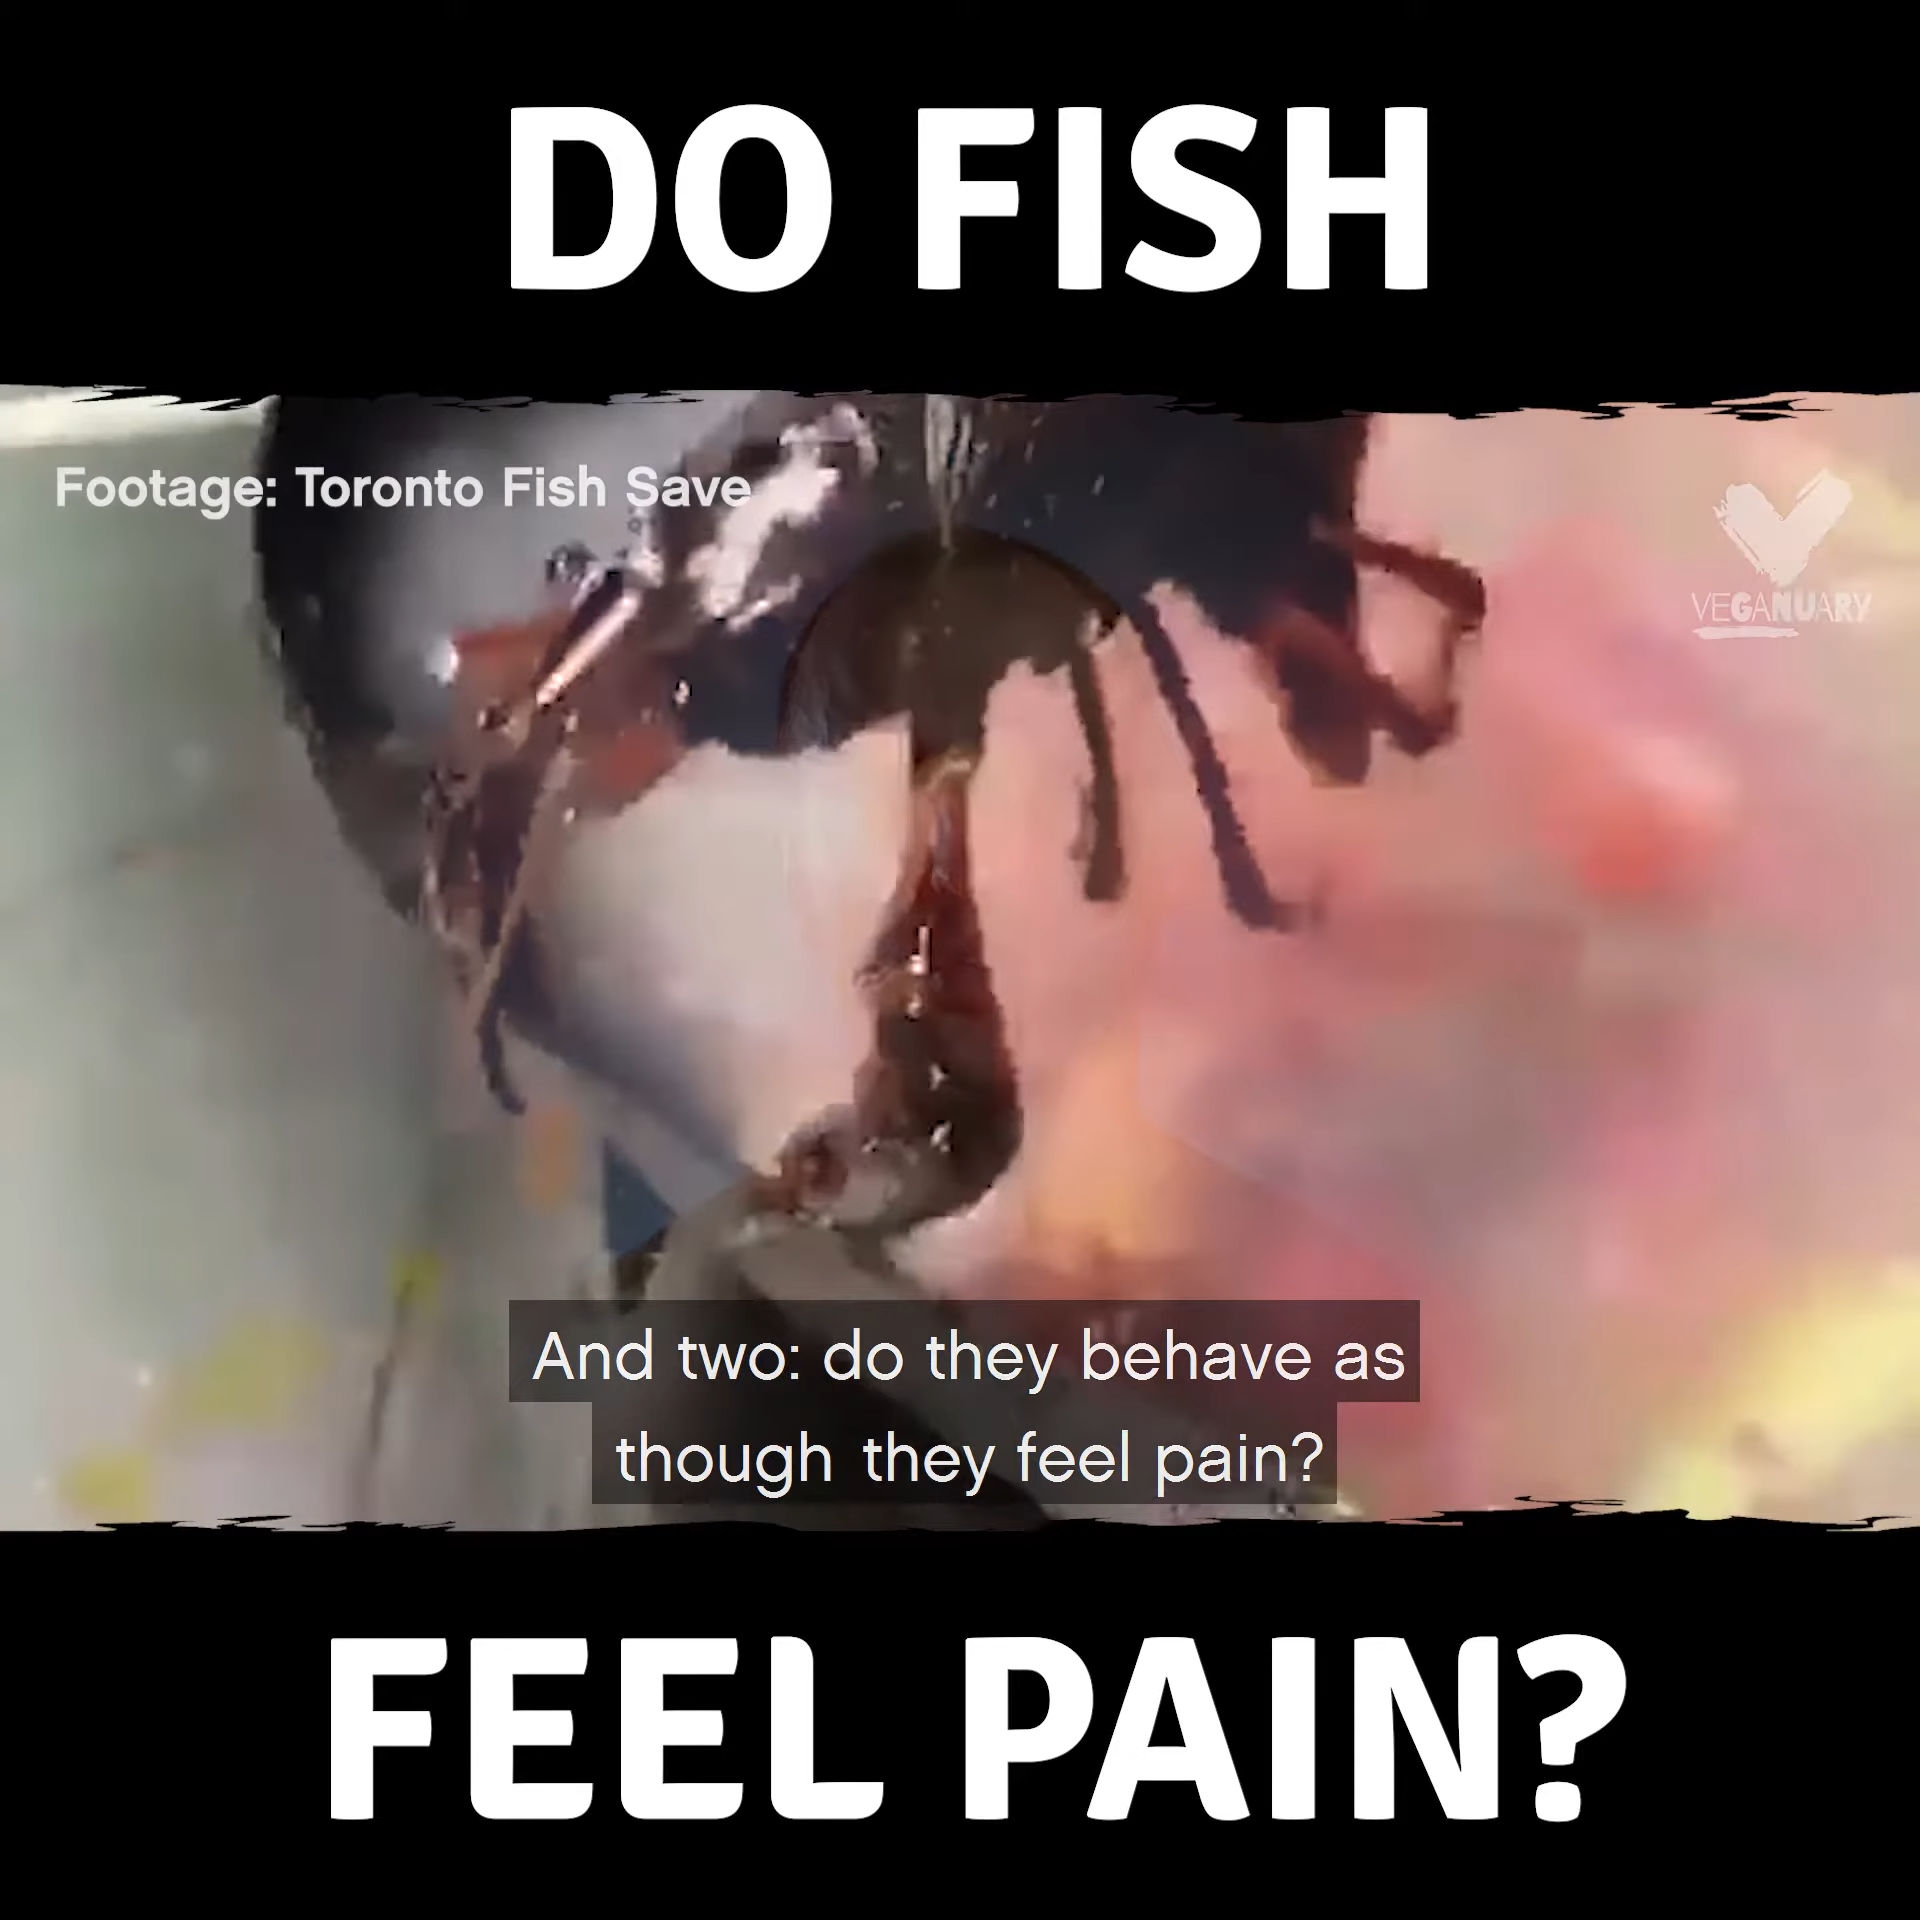 DO FISH
Footage: Toronto Fish Save
VEGANUARY
And two: do they behave as
though they feel pain?
FEEL PAIN?